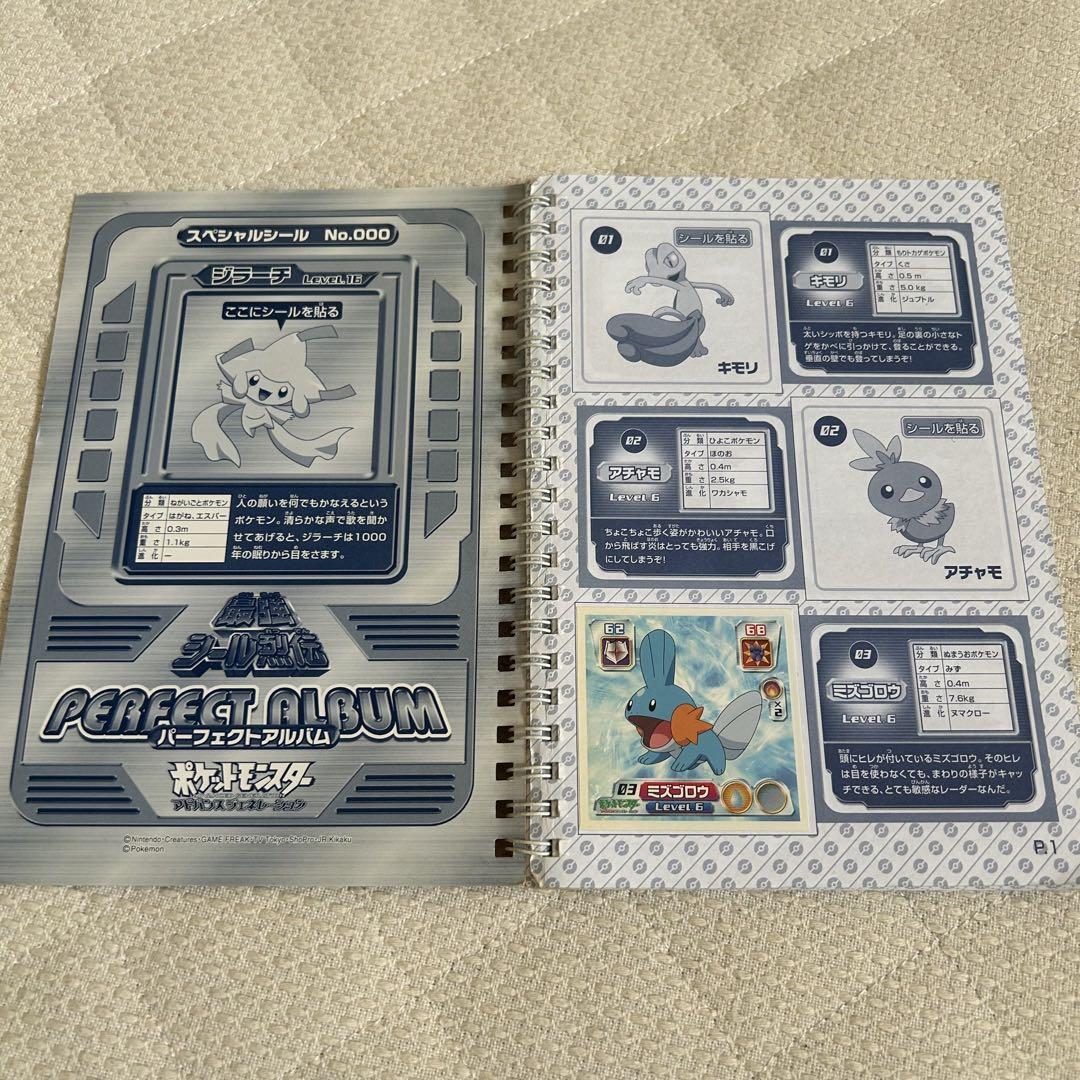 スペシャルシール No.000
ジラーチ Level.16
ここにシールを貼る
分類 ねがいごとポケモン
タイプ はがね、エスパー
高さ 0.3m
重さ 1.1kg
進化 ー
人の願いを何でもかなえるという
ポケモン。清らかな声で歌を聞か
せてあげると、ジラーチは1000
年の眠りから目をさます。
最強
シール烈伝
PERFECT ALBUM
パーフェクトアルバム
ポケットモンスター
アドバンスジェネレーション
©Nintendo・Creatures・GAME FREAK・TV Tokyo・ShoPro・JR Kikaku
©Pokémon
01
シールを貼る
キモリ
01
キモリ
Level 6
分類 もりトカゲポケモン
タイプ くさ
高さ 0.5m
重さ 5.0kg
進化 ジュプトル
太いシッポを持つキモリ。足の裏の小さなト
ゲをかべに引っかけて、登ることができる。
垂直の壁でも登ってしまうぞ!
02
アチャモ
Level 6
分類 ひよこポケモン
タイプ ほのお
高さ 0.4m
重さ 2.5kg
進化 ワカシャモ
ちょこちょこ歩く姿がかわいいアチャモ。口
から飛ばす炎はとっても強力。相手を黒こげ
にしてしまうぞ!
02
シールを貼る
アチャモ
62
68
×2
03 ミズゴロウ
ポケットモンスター
Level 6
03
ミズゴロウ
Level 6
分類 ぬまうおポケモン
タイプ みず
高さ 0.4m
重さ 7.6kg
進化 ヌマクロー
頭にヒレが付いているミズゴロウ。そのヒレ
は目を使わなくても、まわりの様子がキャッ
チできる、とても敏感なレーダーなんだ。
P.1